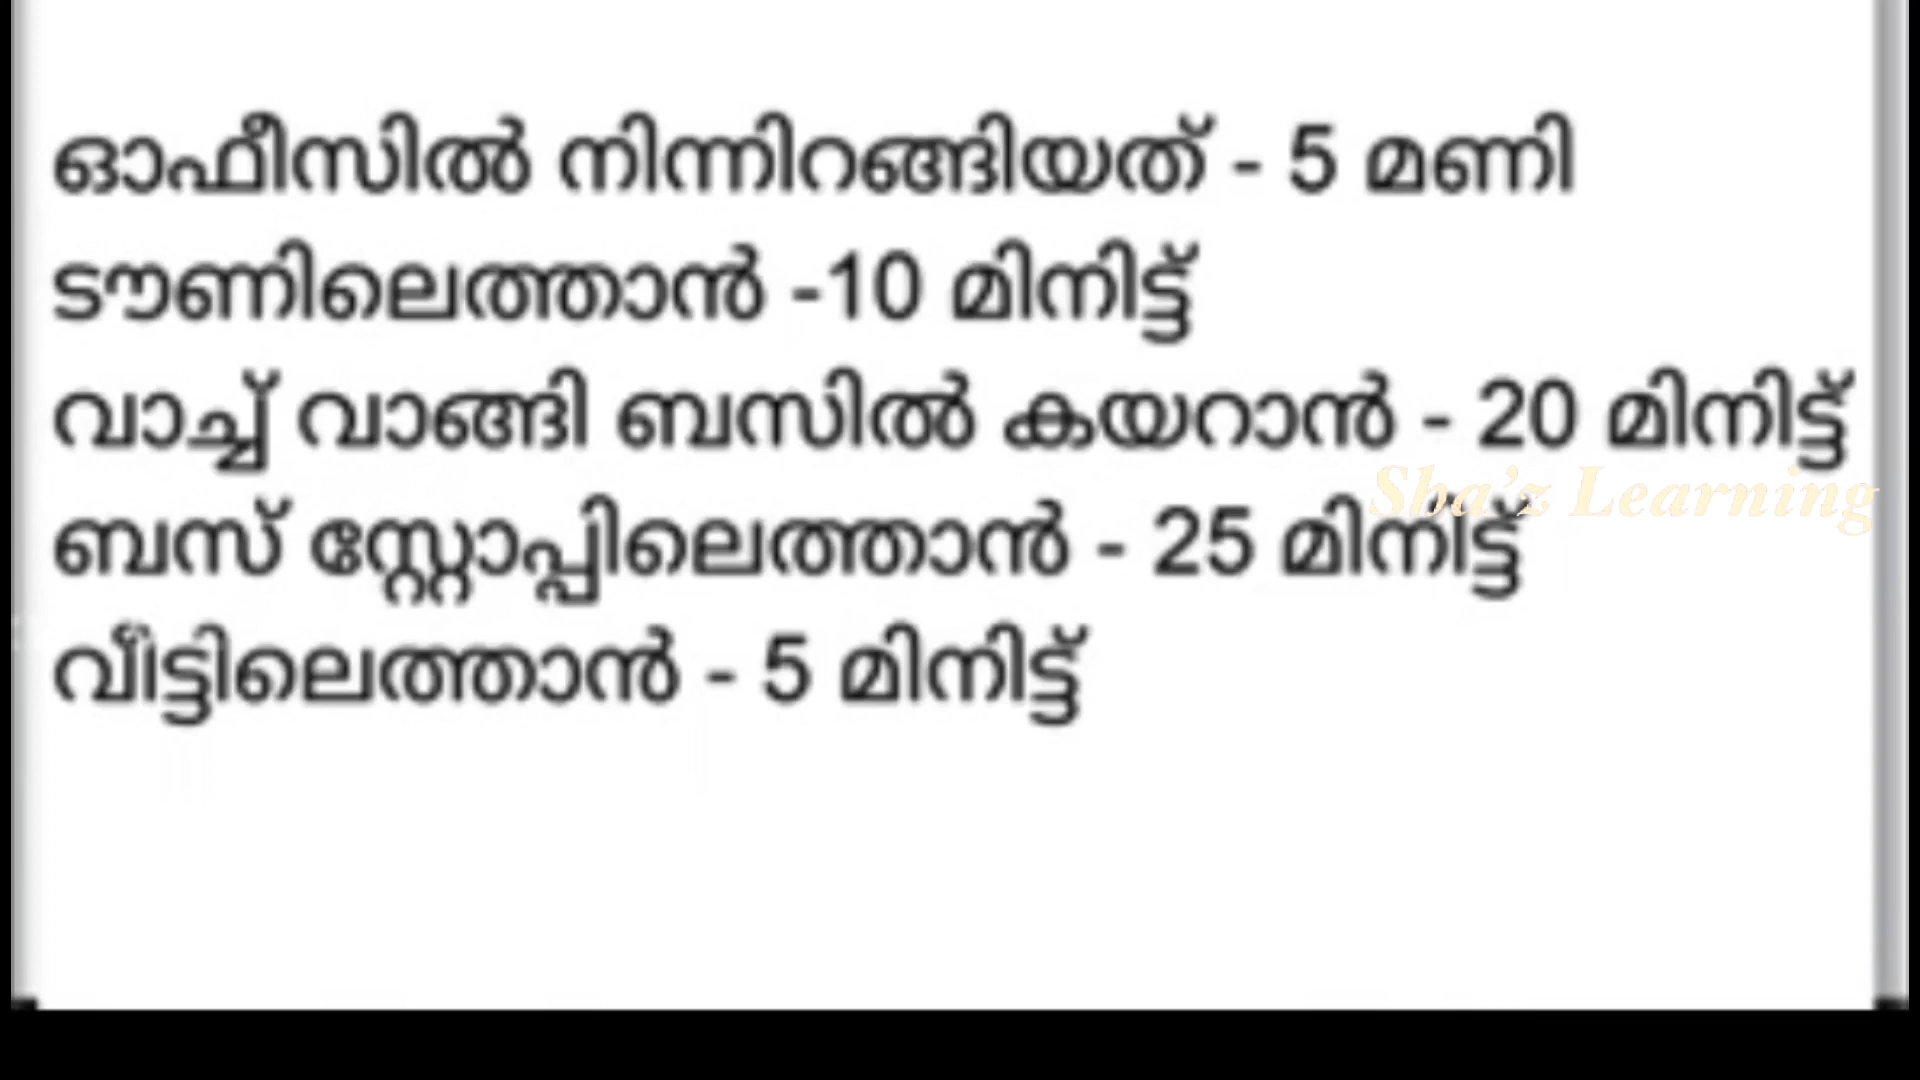 ഓഫീസിൽ നിന്നിറങ്ങിയത് - 5 മണി
ടൗണിലെത്താൻ -10 മിനിട്ട്
വാച്ച് വാങ്ങി ബസിൽ കയറാൻ - 20 മിനിട്ട്
Sha'z Learning
ബസ് സ്റ്റോപ്പിലെത്താൻ - 25 മിനിട്ട്
വീട്ടിലെത്താൻ - 5 മിനിട്ട്